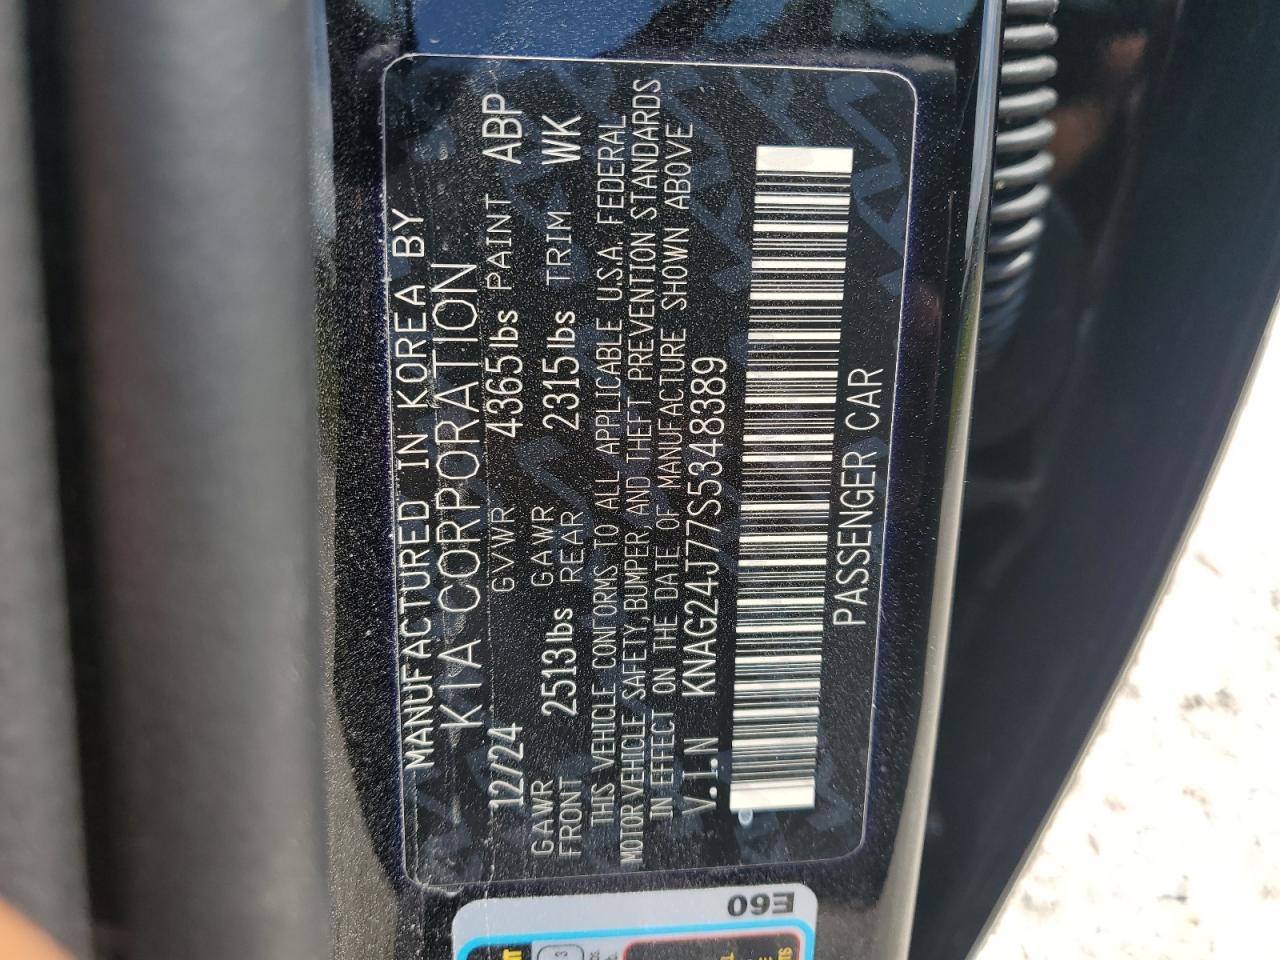 MANUFACTURED IN KOREA BY
KIA CORPORATION
12/24 GVWR 4365lbs PAINT ABP
GAWR FRONT 2513lbs GAWR REAR 2315lbs TRIM WK
THIS VEHICLE CONFORMS TO ALL APPLICABLE U.S.A. FEDERAL
MOTOR VEHICLE SAFETY, BUMPER, AND THEFT PREVENTION STANDARDS
IN EFFECT ON THE DATE OF MANUFACTURE SHOWN ABOVE
V.I.N KNAG24J77S5348389
PASSENGER CAR
E60
3